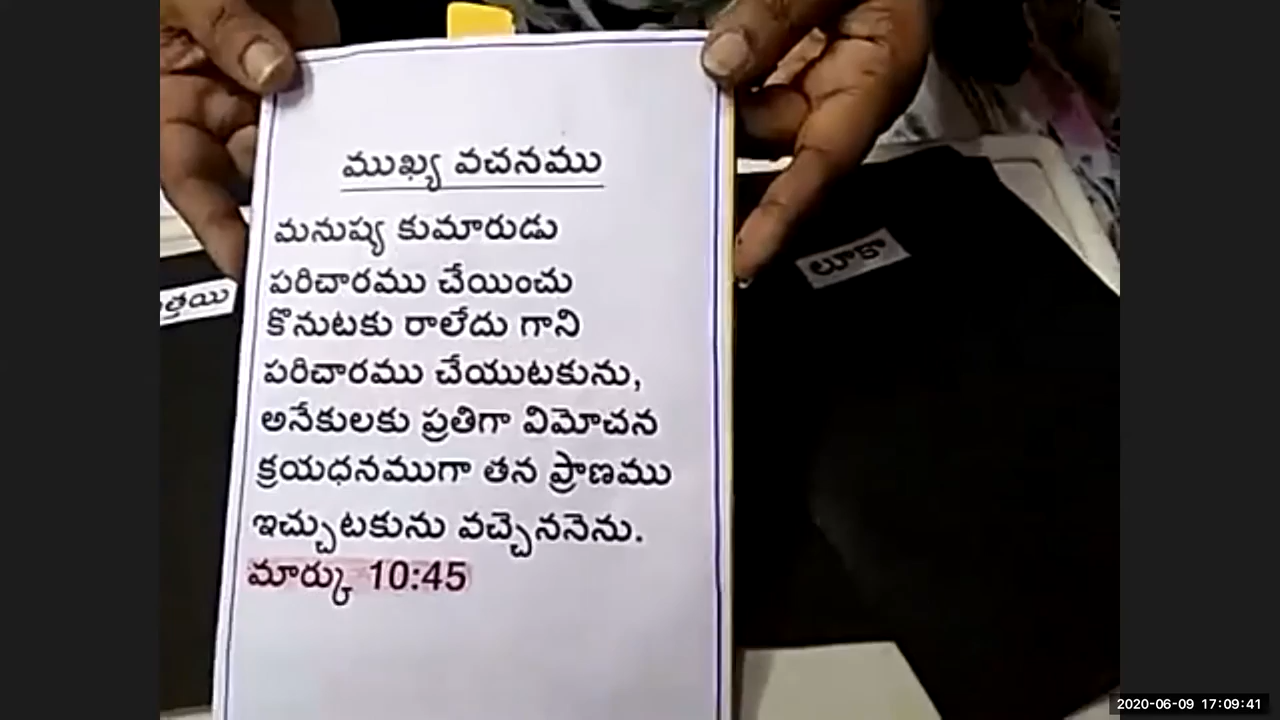 ముఖ్య వచనము
మనుష్య కుమారుడు
పరిచారము చేయించు
కొనుటకు రాలేదు గాని
పరిచారము చేయుటకును,
అనేకులకు ప్రతిగా విమోచన
క్రయధనముగా తన ప్రాణము
ఇచ్చుటకును వచ్చెననెను.
మార్కు 10:45
లూకా
2020-06-09 17:09:41